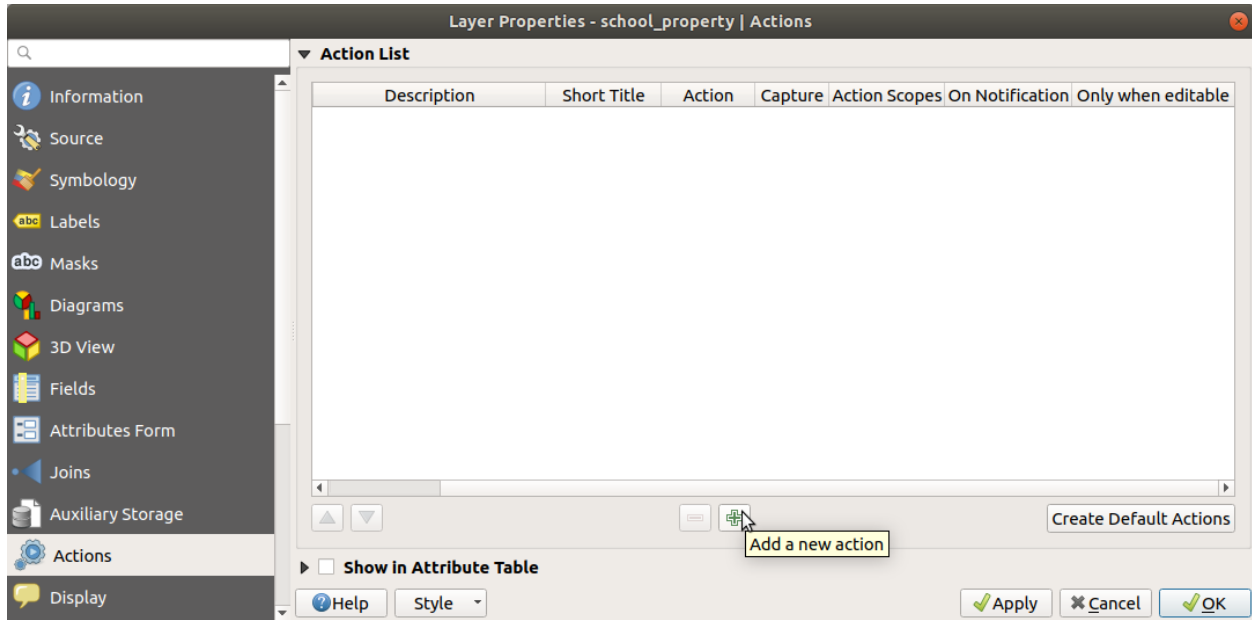 Layer Properties - school_property | Actions
Action List
Information
Source
Symbology
abc Labels
abc Masks
Diagrams
3D View
Fields
Attributes Form
Joins
Auxiliary Storage
Actions
Display
Description Short Title Action Capture Action Scopes On Notification Only when editable
Create Default Actions
Add a new action
Show in Attribute Table
Help Style Apply Cancel OK